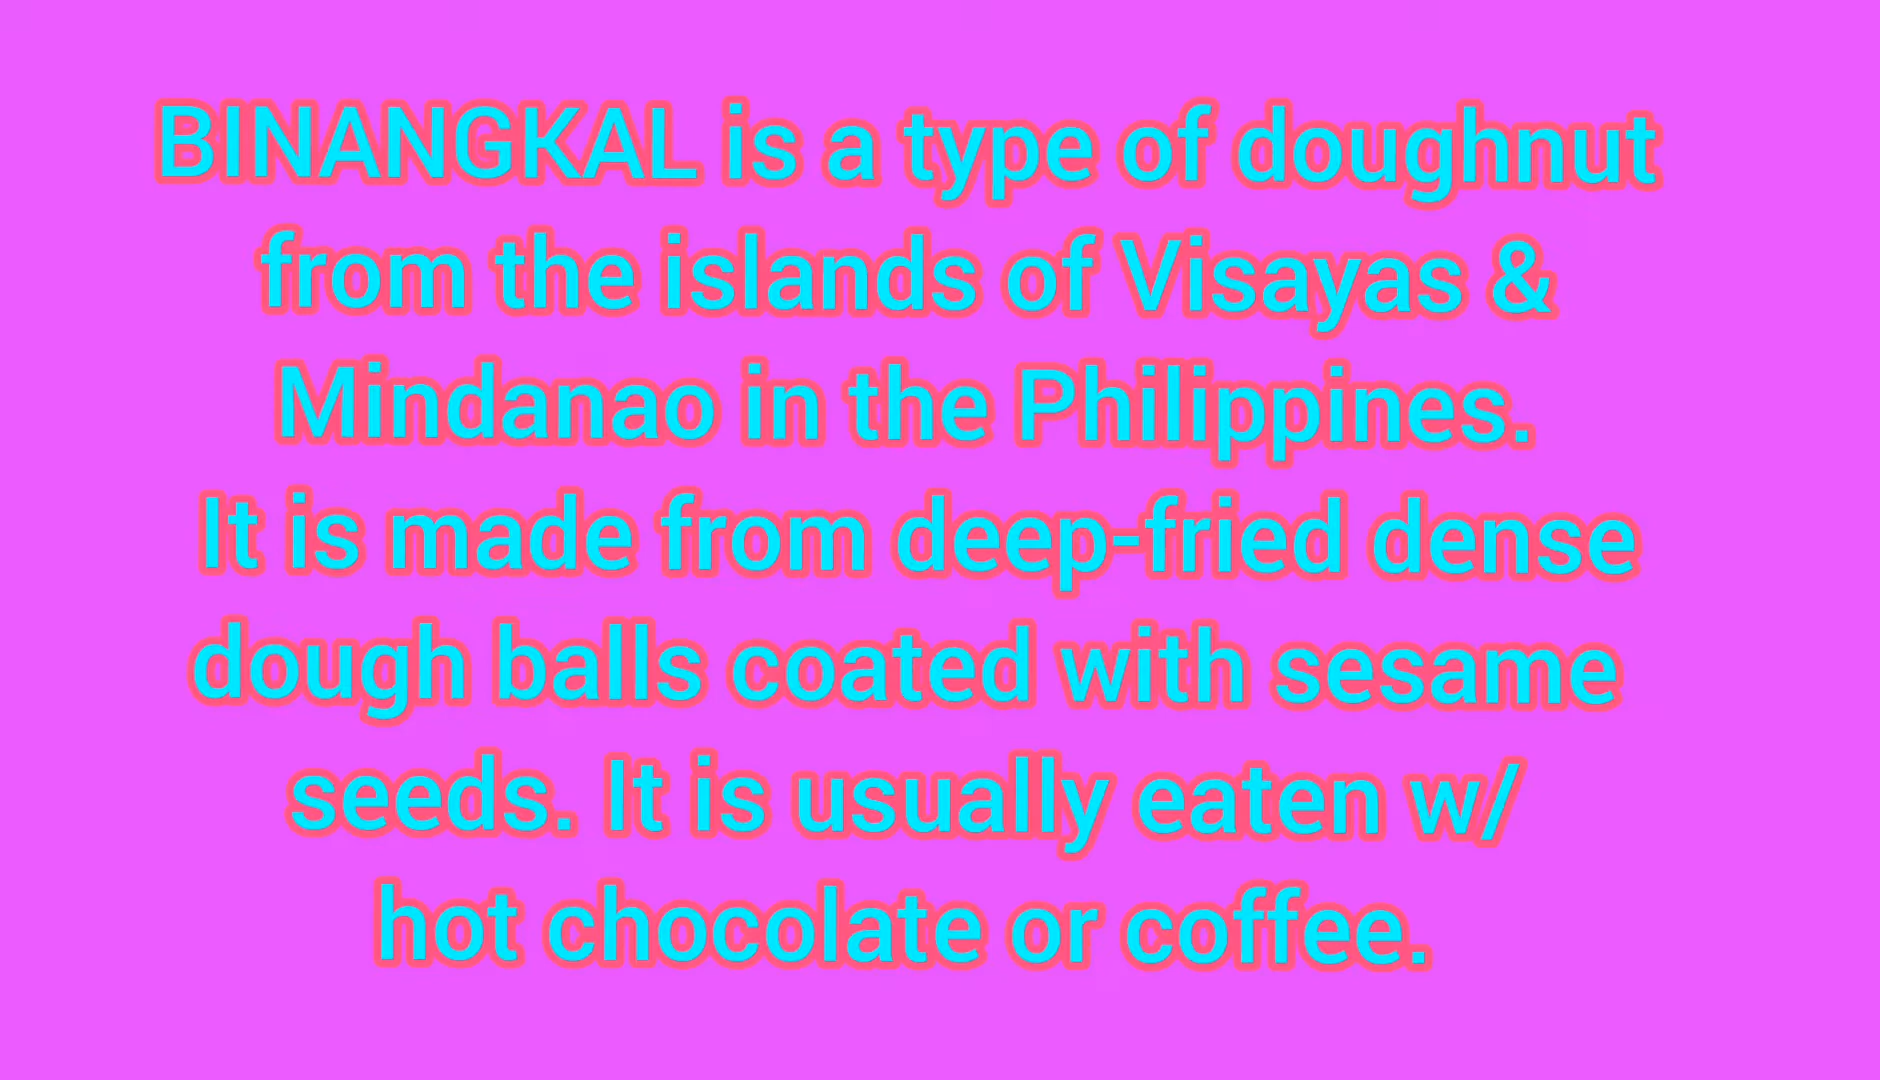 BINANGKAL is a type of doughnut
from the islands of Visayas &
Mindanao in the Philippines.
It is made from deep-fried dense
dough balls coated with sesame
seeds. It is usually eaten w/
hot chocolate or coffee.